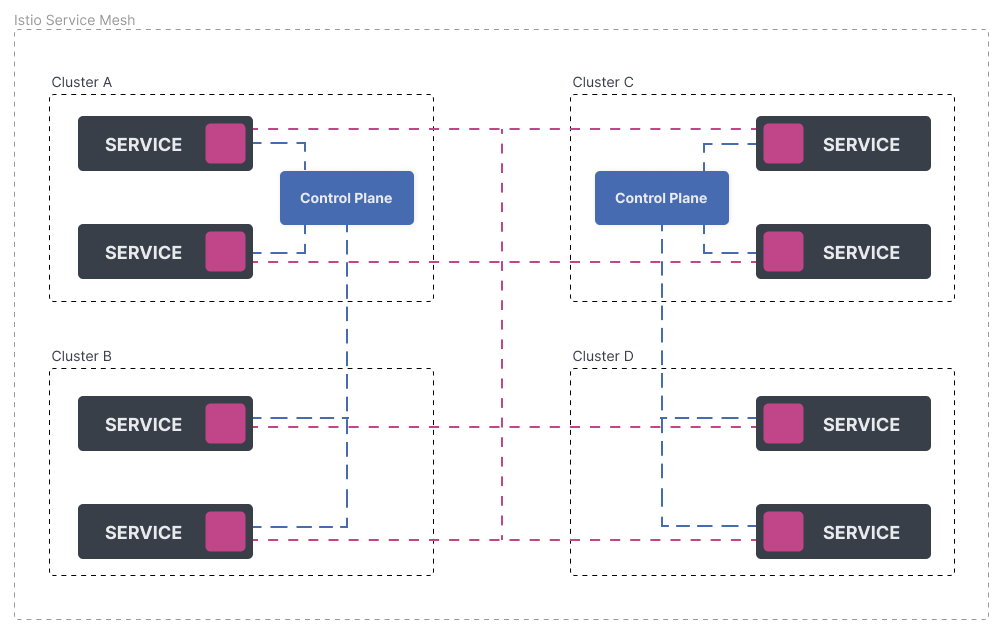 Istio Service Mesh
Cluster A
SERVICE
Control Plane
SERVICE
Cluster C
SERVICE
Control Plane
SERVICE
Cluster B
SERVICE
SERVICE
Cluster D
SERVICE
SERVICE